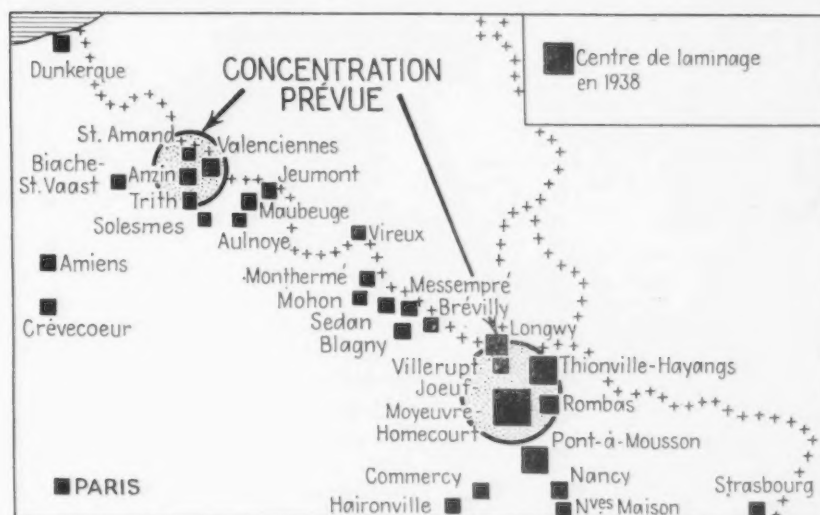 Dunkerque
CONCENTRATION
PRÉVUE
Centre de laminage
en 1938
St. Amand
Valenciennes
Biache-
St. Vaast
Anzin
Jeumont
Trith
Maubeuge
Solesmes
Aulnoye
Vireux
Amiens
Monthermé
Messempré
Mohon
Brévilly
Crèvecoeur
Sedan
Longwy
Blagny
Villerupt
Thionville-Hayangs
Joeuf-
Moyeuvre-
Rombas
Homecourt
Pont-à-Mousson
Commercy
Nancy
Strasbourg
PARIS
Haironville
Nves Maison